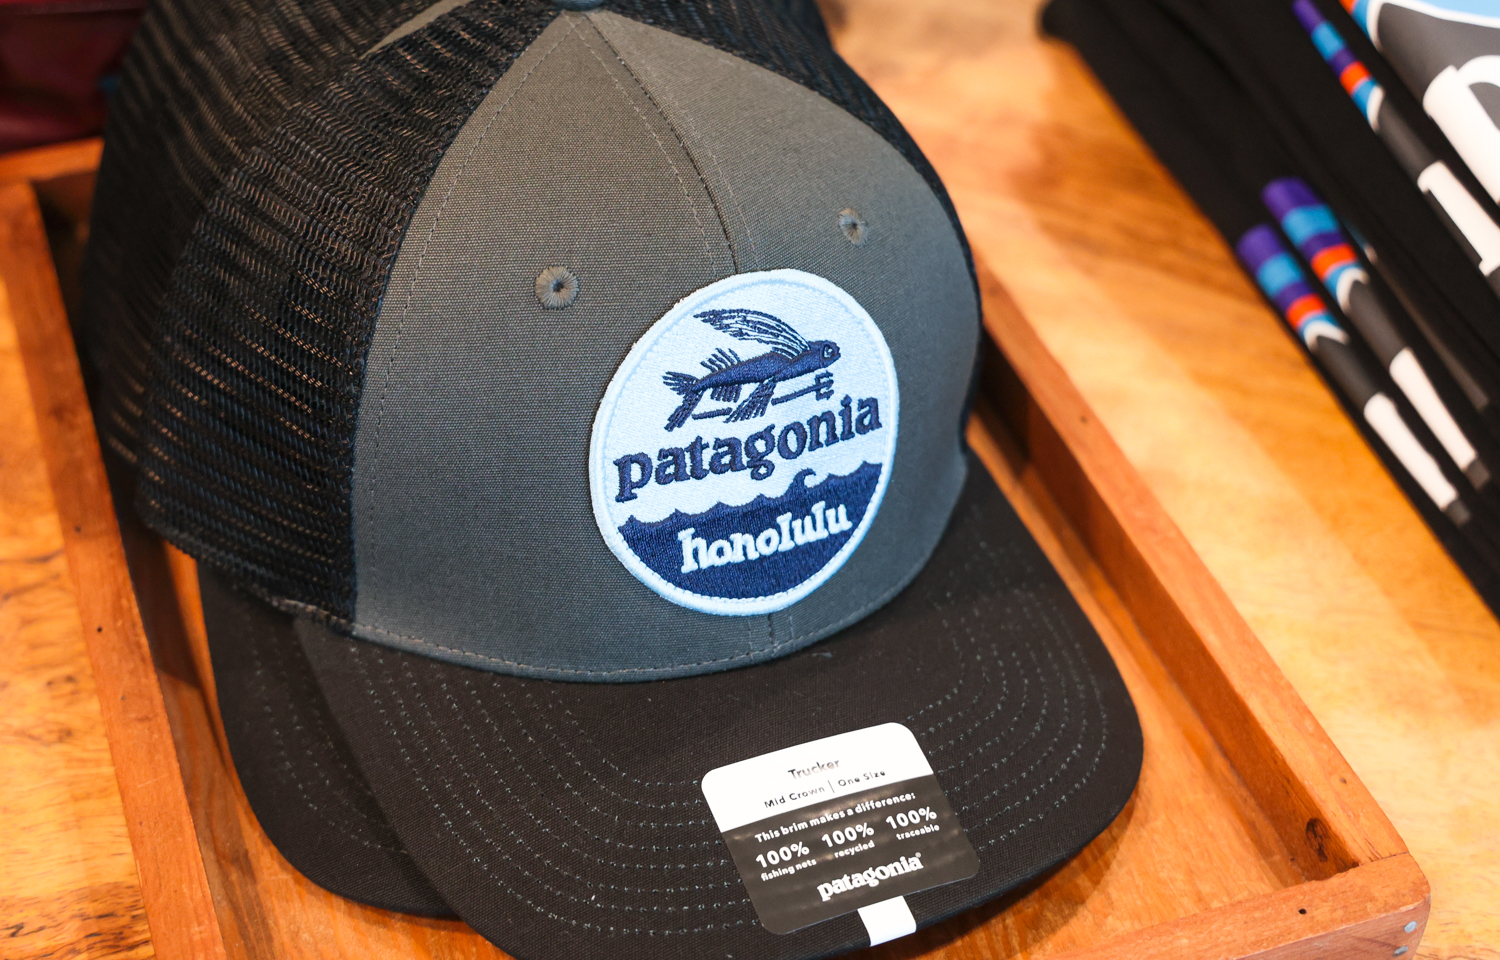 patagonia
honolulu
Trucker
Mid Crown | One Size
This brim makes a difference:
100% 100% 100%
fishing nets recycled traceable
patagonia®